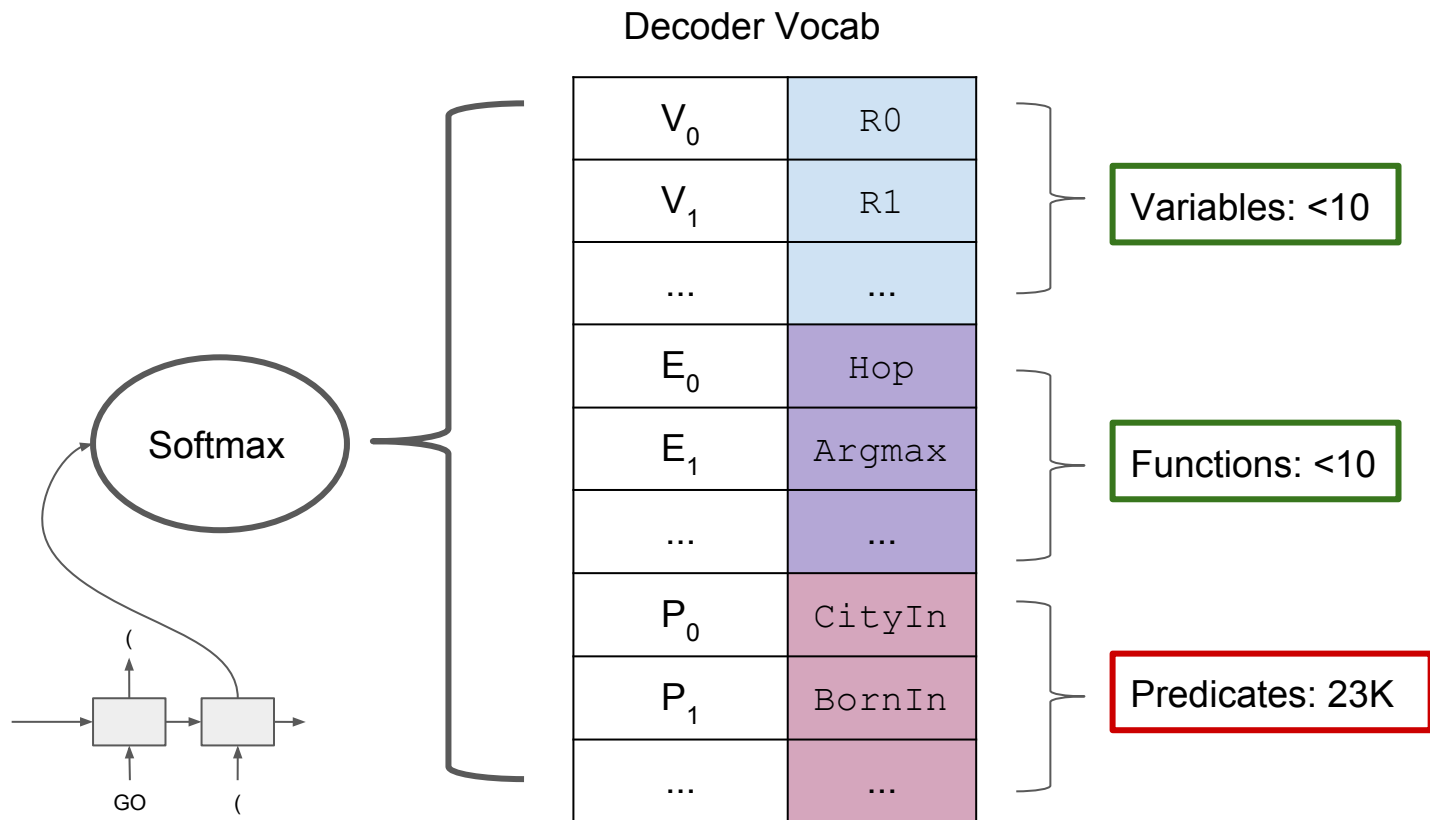 Decoder Vocab
V0 R0
V1 R1
... ...
Variables: <10
E0 Hop
E1 Argmax
... ...
Functions: <10
P0 CityIn
P1 BornIn
... ...
Predicates: 23K
Softmax
(
GO (